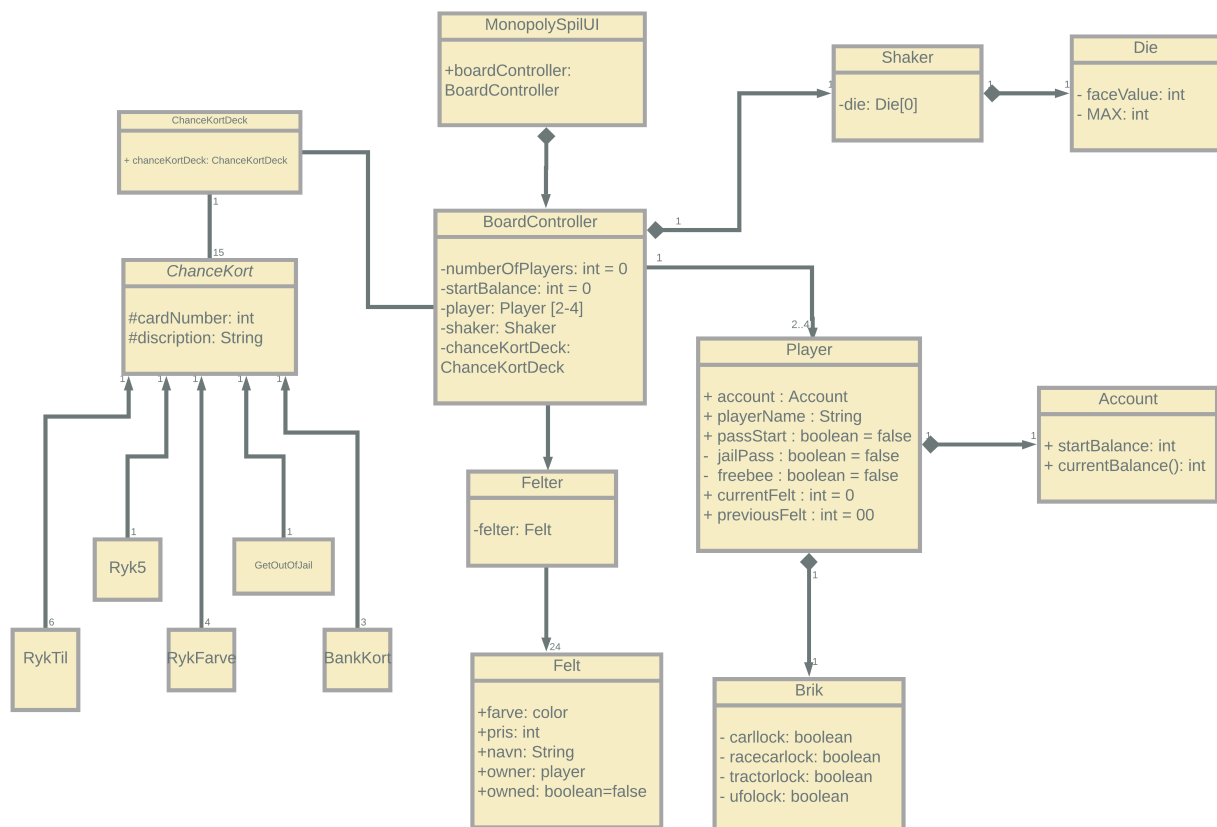 MonopolySpilUI
+boardController:
BoardController
Shaker
-die: Die[0]
Die
- faceValue: int
- MAX: int
1
1
1
1
ChanceKortDeck
+ chanceKortDeck: ChanceKortDeck
1
15
BoardController
-numberOfPlayers: int = 0
-startBalance: int = 0
-player: Player [2-4]
-shaker: Shaker
-chanceKortDeck:
ChanceKortDeck
1
2..4
ChanceKort
#cardNumber: int
#discription: String
1
1
1
1
1
Player
+ account : Account
+ playerName : String
+ passStart : boolean = false
- jailPass : boolean = false
- freebee : boolean = false
+ currentFelt : int = 0
+ previousFelt : int = 00
1
1
Account
+ startBalance: int
+ currentBalance(): int
Felter
-felter: Felt
1
Ryk5
1
GetOutOfJail
6
RykTil
4
RykFarve
3
BankKort
24
Felt
+farve: color
+pris: int
+navn: String
+owner: player
+owned: boolean=false
1
1
Brik
- carllock: boolean
- racecarlock: boolean
- tractorlock: boolean
- ufolock: boolean